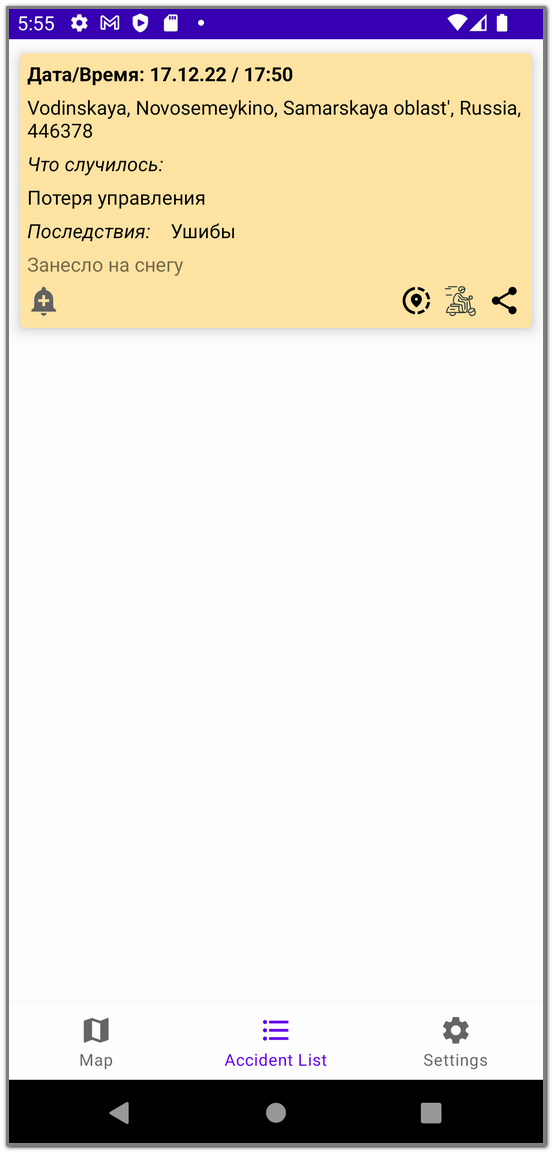 5:55
Дата/Время: 17.12.22 / 17:50
Vodinskaya, Novosemeykino, Samarskaya oblast', Russia,
446378
Что случилось:
Потеря управления
Последствия: Ушибы
Занесло на снегу
Map Accident List Settings